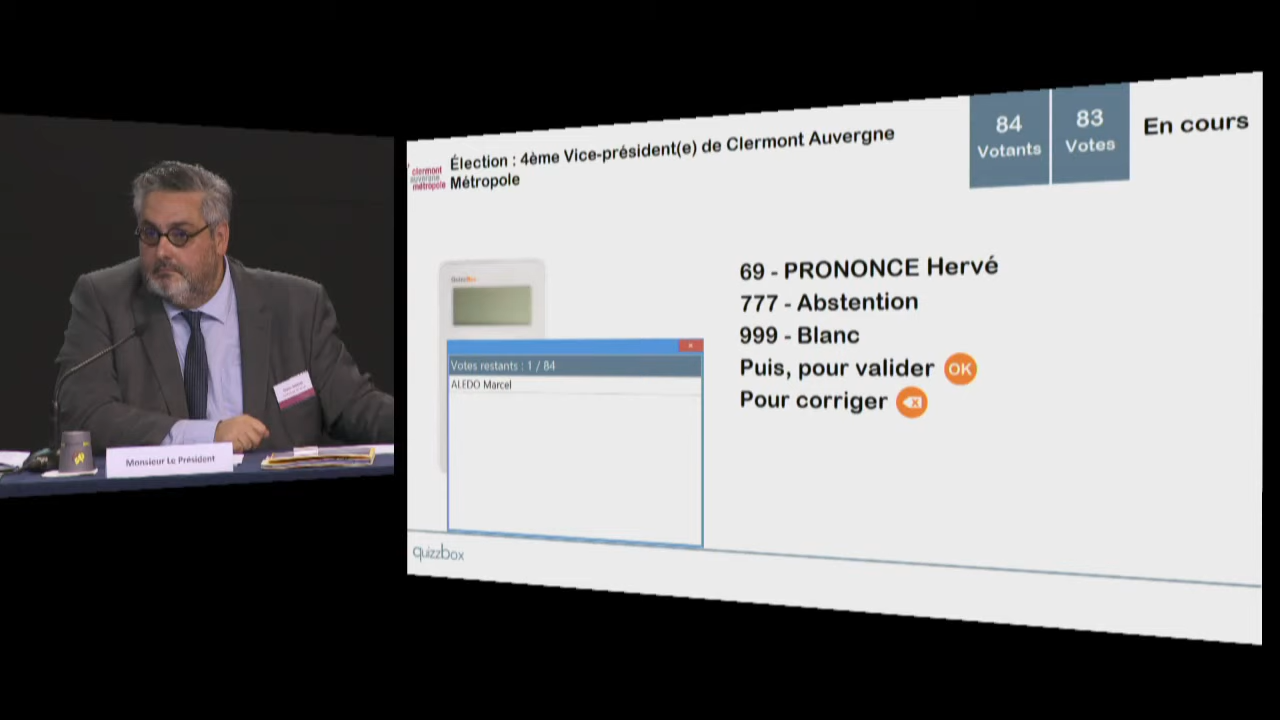 Monsieur Le Président
clermont
auvergne
métropole
Élection : 4ème Vice-président(e) de Clermont Auvergne
Métropole
84
Votants
83
Votes
En cours
69 - PRONONCE Hervé
777 - Abstention
999 - Blanc
Puis, pour valider OK
Pour corriger
Votes restants : 1 / 84
ALEDO Marcel
quizzbox